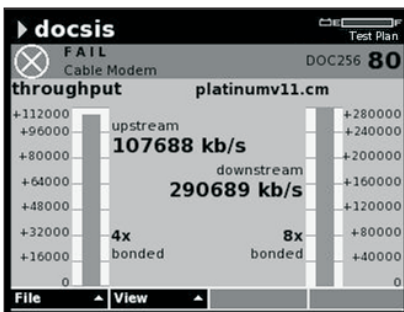 docsis
E F
Test Plan
FAIL
Cable Modem
DOC256 80
throughput platinumv11.cm
+112000
+96000
+80000
+64000
+48000
+32000
+16000
0
upstream
107688 kb/s
downstream
290689 kb/s
4x
bonded
8x
bonded
+280000
+240000
+200000
+160000
+120000
+80000
+40000
0
File View